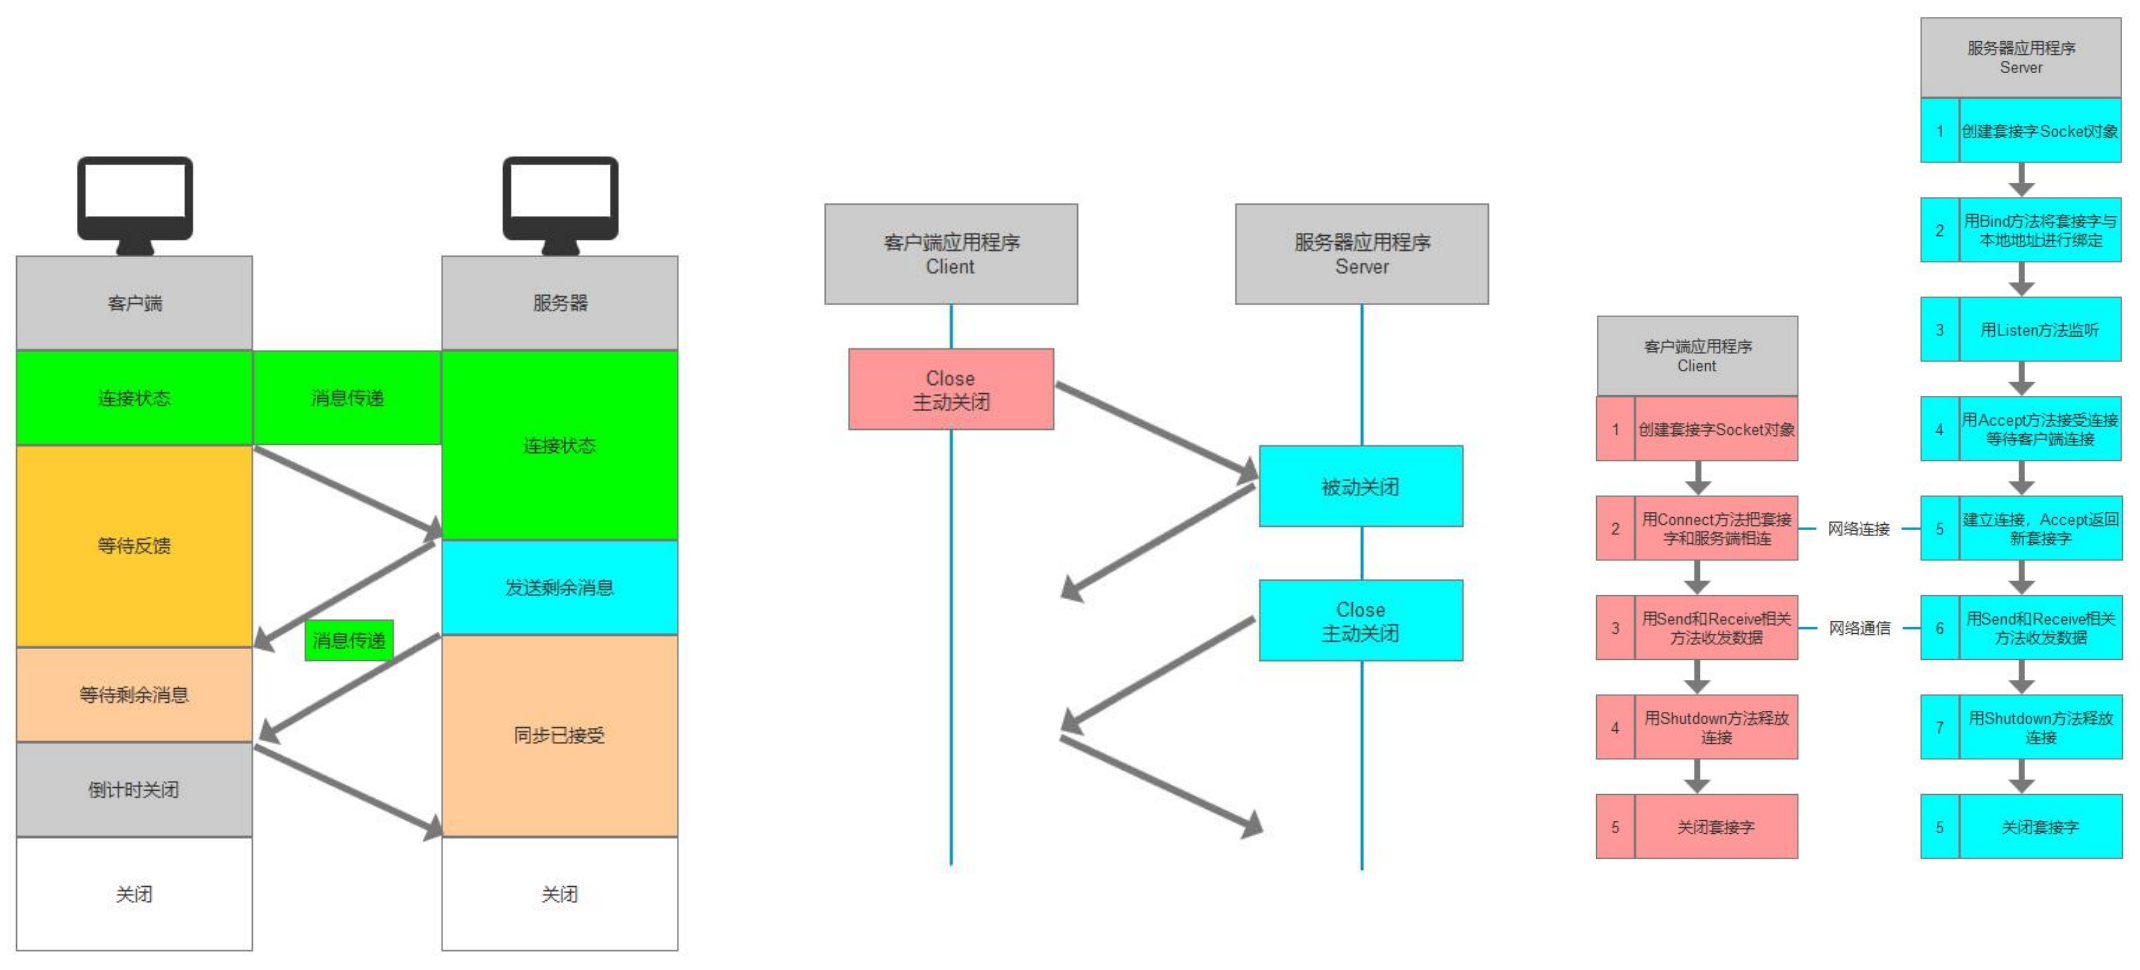 客户端
服务器
连接状态
消息传递
连接状态
等待反馈
发送剩余消息
消息传递
等待剩余消息
同步已接受
倒计时关闭
关闭
关闭
客户端应用程序
Client
服务器应用程序
Server
Close
主动关闭
被动关闭
Close
主动关闭
客户端应用程序
Client
1
创建套接字Socket对象
2
用Connect方法把套接
字和服务端相连
网络连接
3
用Send和Receive相关
方法收发数据
网络通信
4
用Shutdown方法释放
连接
5
关闭套接字
服务器应用程序
Server
1
创建套接字Socket对象
2
用Bind方法将套接字与
本地地址进行绑定
3
用Listen方法监听
4
用Accept方法接受连接
等待客户端连接
5
建立连接，Accept返回
新套接字
6
用Send和Receive相关
方法收发数据
7
用Shutdown方法释放
连接
5
关闭套接字